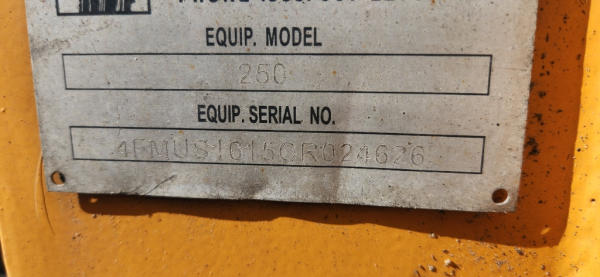 EQUIP. MODEL
250
EQUIP. SERIAL NO.
4FMUS1615CR024626